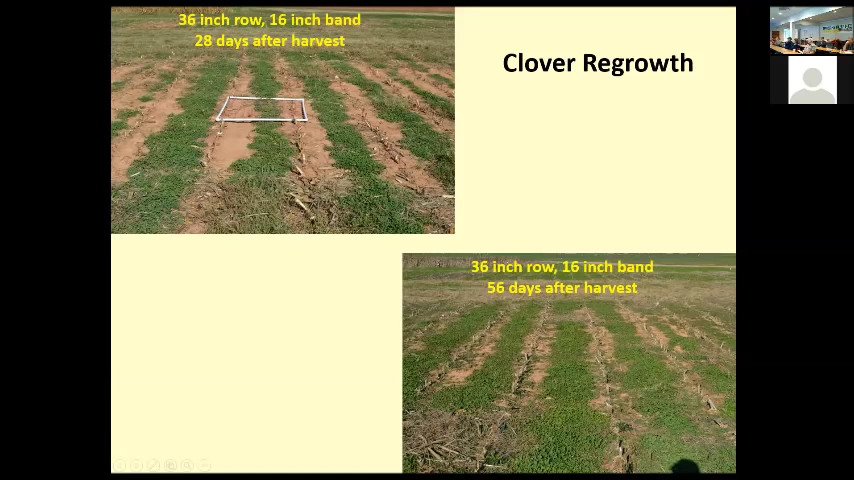 36 inch row, 16 inch band
28 days after harvest
Clover Regrowth
36 inch row, 16 inch band
56 days after harvest